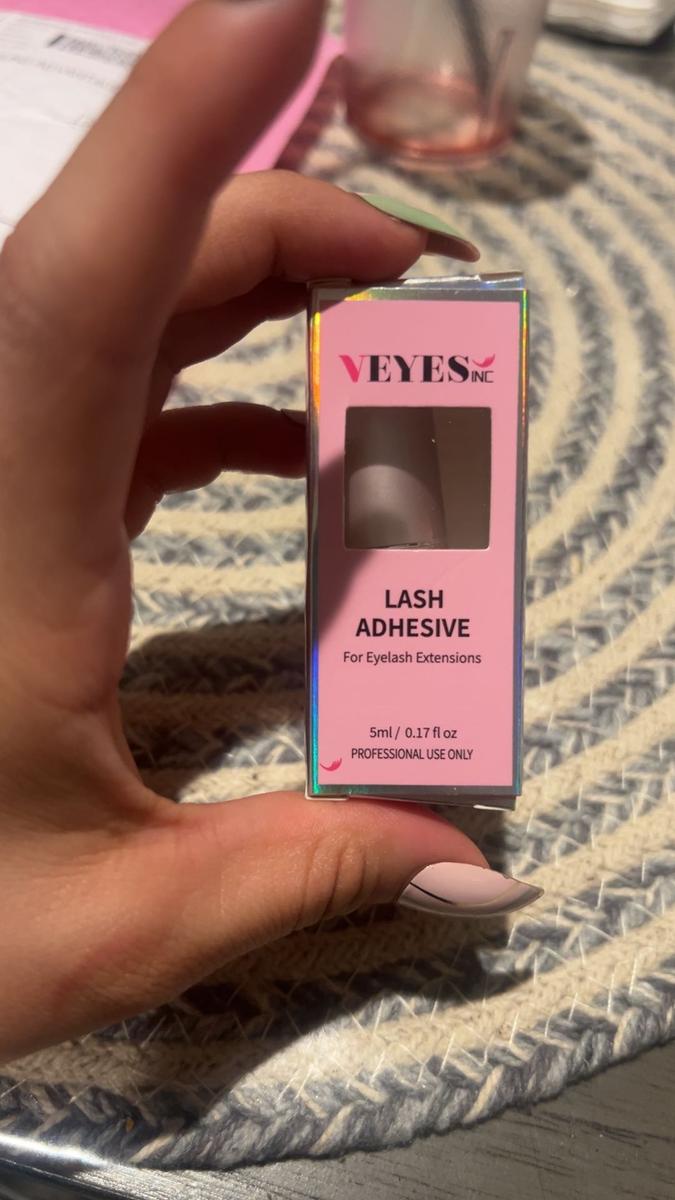 VEYES INC
LASH
ADHESIVE
For Eyelash Extensions
5ml / 0.17 fl oz
PROFESSIONAL USE ONLY